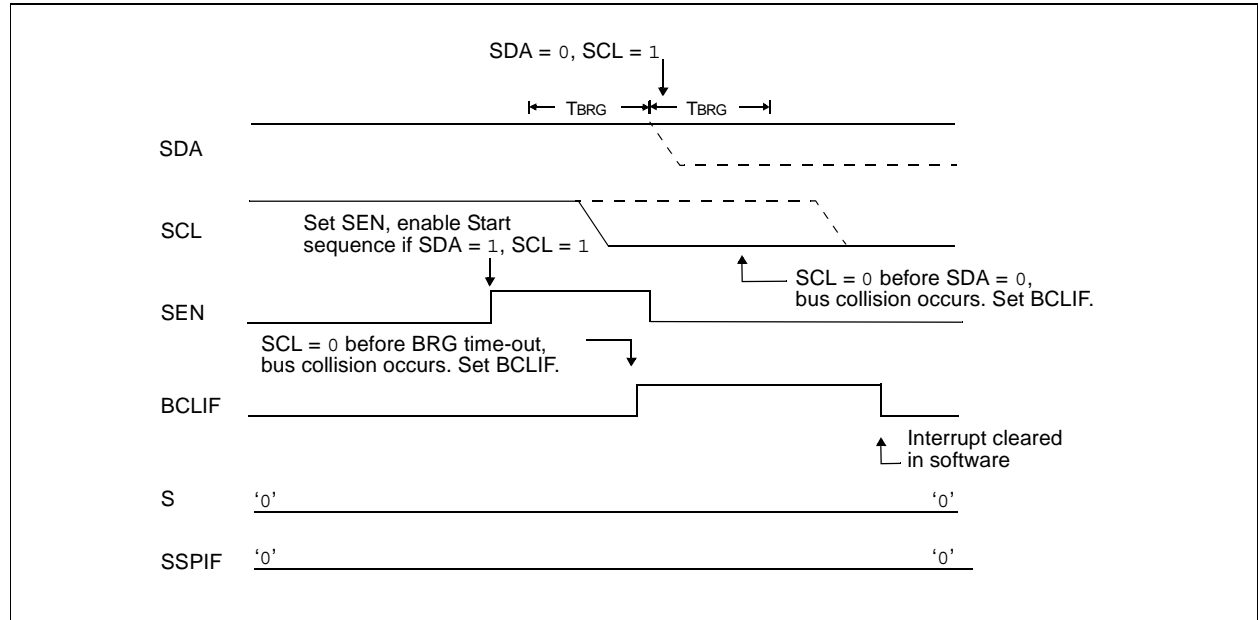 SDA = 0, SCL = 1
TBRG TBRG
SDA
SCL
Set SEN, enable Start
sequence if SDA = 1, SCL = 1
SCL = 0 before SDA = 0,
bus collision occurs. Set BCLIF.
SEN
SCL = 0 before BRG time-out,
bus collision occurs. Set BCLIF.
BCLIF
Interrupt cleared
in software
S ‘0’ ‘0’
SSPIF ‘0’ ‘0’